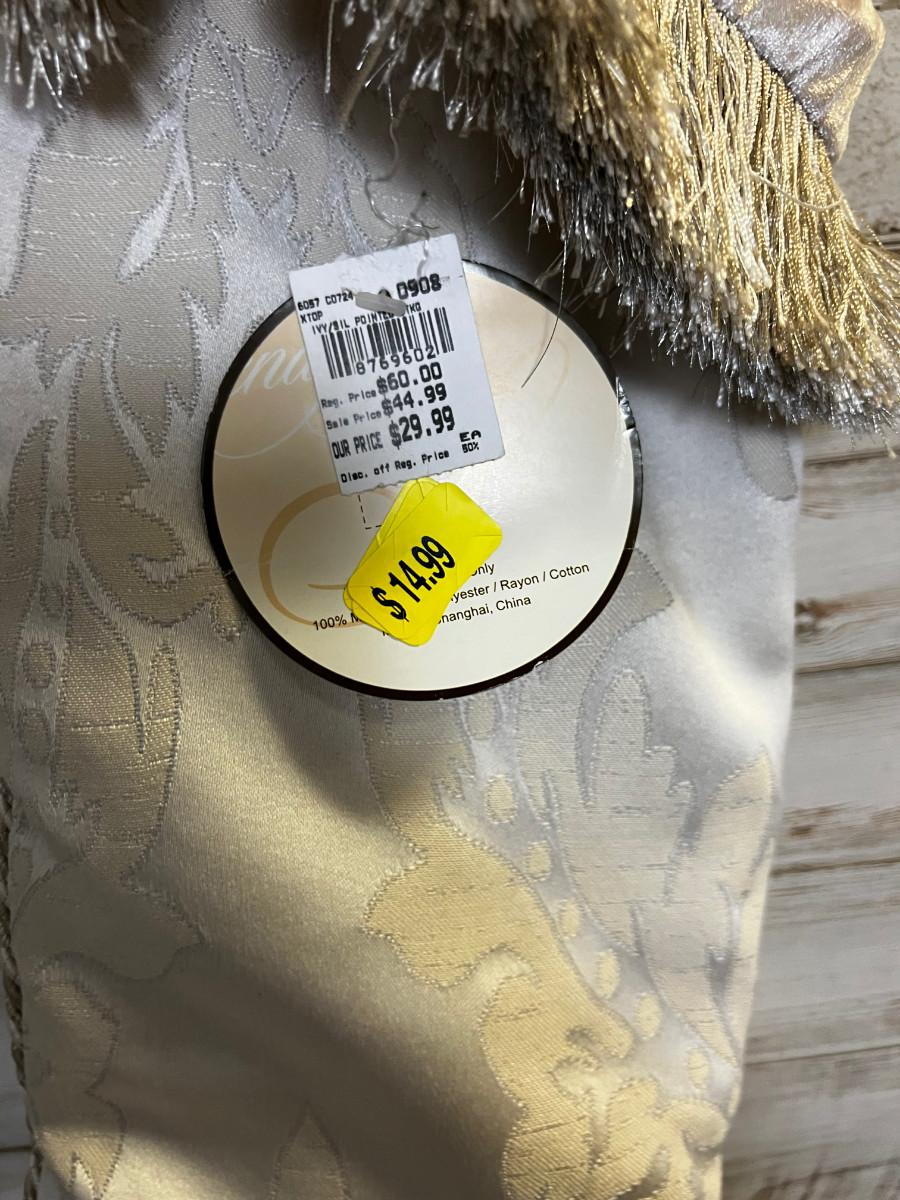 6057 C0724 0908
XTOP
IVY/SIL POINTED
8769602
Reg. Price $60.00
Sale Price $44.99
OUR PRICE $29.99 EA
Disc. off Reg. Price 50%
$14.99
Only
/ Rayon / Cotton
100%
Shanghai, China